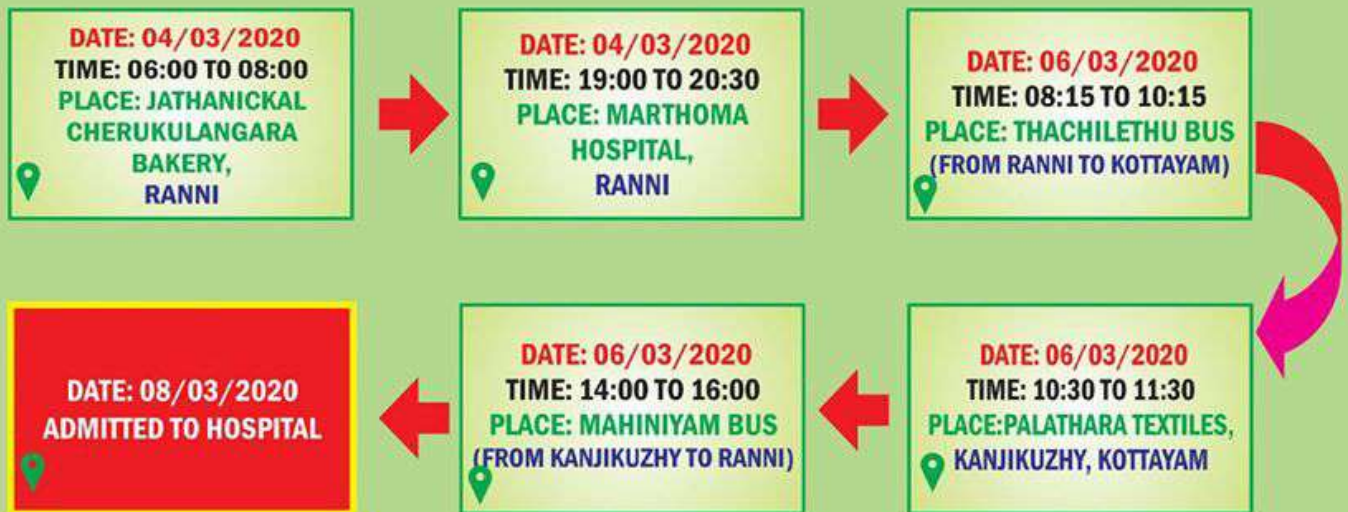 DATE: 04/03/2020
TIME: 06:00 TO 08:00
PLACE: JATHANICKAL
CHERUKULANGARA
BAKERY,
RANNI
DATE: 04/03/2020
TIME: 19:00 TO 20:30
PLACE: MARTHOMA
HOSPITAL,
RANNI
DATE: 06/03/2020
TIME: 08:15 TO 10:15
PLACE: THACHILETHU BUS
(FROM RANNI TO KOTTAYAM)
DATE: 06/03/2020
TIME: 10:30 TO 11:30
PLACE:PALATHARA TEXTILES,
KANJIKUZHY, KOTTAYAM
DATE: 06/03/2020
TIME: 14:00 TO 16:00
PLACE: MAHINIYAM BUS
(FROM KANJIKUZHY TO RANNI)
DATE: 08/03/2020
ADMITTED TO HOSPITAL